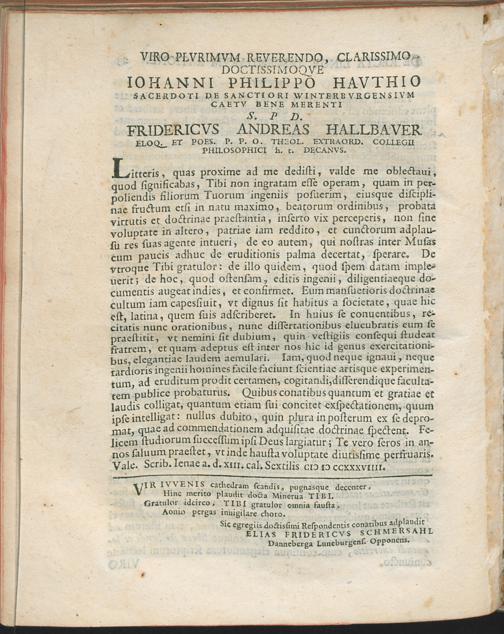 VIRO PLVRIMVM REVERENDO, CLARISSIMO
DOCTISSIMOQVE
IOHANNI PHILIPPO HAVTHIO
SACERDOTI DE SANCTIORI WINTERBVRGENSIVM
CAETV BENE MERENTI
S. P D.
FRIDERICVS ANDREAS HALLBAVER
ELOQ. ET POES. P. P. O. THEOL. EXTRAORD. COLLEGII
PHILOSOPHICI h. t. DECANVS.
Litteris, quas proxime ad me dedisti, valde me oblectaui,
quod significabas, Tibi non ingratam esse operam, quam in per-
poliendis filiorum Tuorum ingeniis posuerim, eiusque discipli-
nae fructum etsi in natu maximo, beatorum ordinibus, probata
virtutis et doctrinae praestantia, inserto vix perceperis, non sine
voluptate in altero, patriae iam reddito, et cunctorum adplau-
su res suas agente intueri, de eo autem, qui nostras inter Musas
cum paucis adhuc de eruditionis palma decertat, sperare. De
vtroque Tibi gratulor: de illo quidem, quod spem datam imple-
uerit; de hoc, quod ostensam, editis ingenii, diligentiaeque do-
cumentis augeat indies, et confirmet. Eum mansuetioris doctrinae
cultum iam capessiuit, vt dignus sit habitus a societate, quae hic
est, latina, quem suis adscriberet. In huius se conuentibus, re-
citatis nunc orationibus, nunc dissertationibus elucubratis eum se
praestitit, vt nemini sit dubium, quin vestigiis consequi studeat
fratrem, et quam adeptus est inter nos hic id genus exercitationi-
bus, elegantiae laudem aemulari. Iam, quod neque ignaui, neque
tardioris ingenii homines facile faciunt scientiae artisque experimen-
tum, ad eruditum prodit certamen, cogitandi, differendique faculta-
tem publice probaturus. Quibus conatibus quantum et gratiae et
laudis colligat, quantum etiam sui concitet exspectationem, quum
ipse intelligat: nullus dubito, quin plura in posterum ex se depro-
mat, quae ad commendationem adquisitae doctrinae spectent. Fe-
licem studiorum successum ipsi Deus largiatur; Te vero seros in an-
nos saluum praestet, vt inde hausta voluptate diutissime perfruaris.
Vale. Scrib. Ienae a. d. XIII. cal. Sextilis CIƆ IƆ CCXXXVIIII.
VIR IVVENIS cathedram scandis, pugnasque decenter,
Hinc merito plaudit docta Minerua TIBI.
Gratulor idcirco, TIBI gratulor omnia fausta,
Aonio pergas inuigilare choro.
Sic egregiis doctissimi Respondentis conatibus adplaudit
ELIAS FRIDERICVS SCHMERSAHL
Danneberga Luneburgens. Opponens.